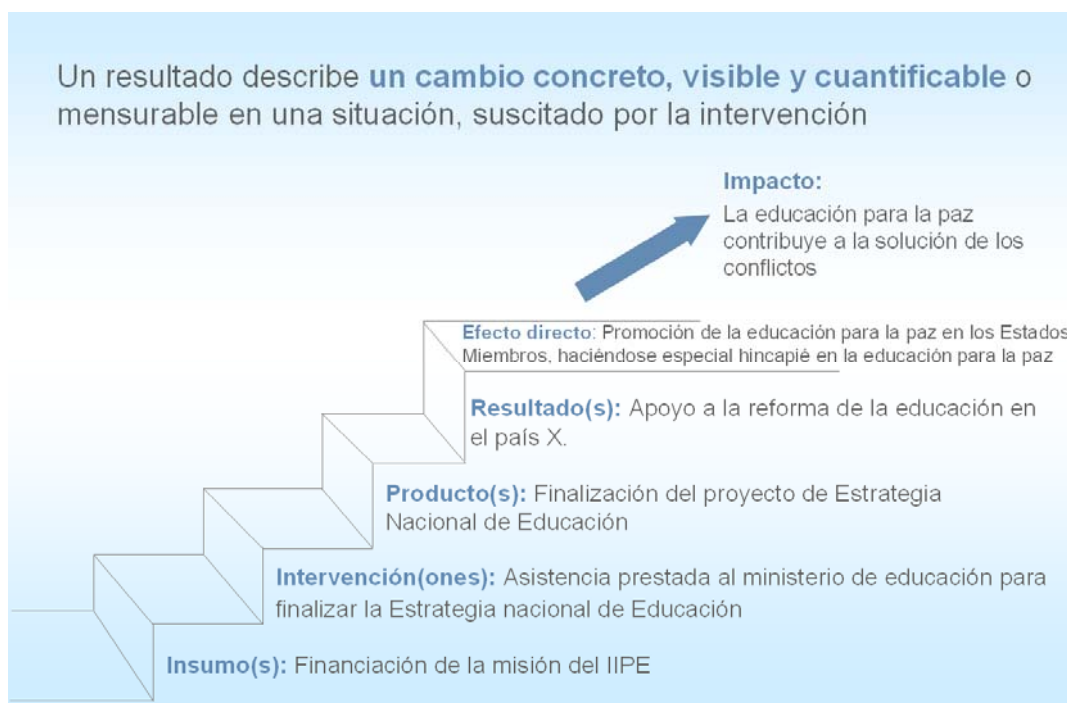 Un resultado describe un cambio concreto, visible y cuantificable o
mensurable en una situación, suscitado por la intervención
Impacto:
La educación para la paz
contribuye a la solución de los
conflictos
Efecto directo: Promoción de la educación para la paz en los Estados
Miembros, haciéndose especial hincapié en la educación para la paz
Resultado(s): Apoyo a la reforma de la educación en
el país X.
Producto(s): Finalización del proyecto de Estrategia
Nacional de Educación
Intervención(ones): Asistencia prestada al ministerio de educación para
finalizar la Estrategia nacional de Educación
Insumo(s): Financiación de la misión del IIPE